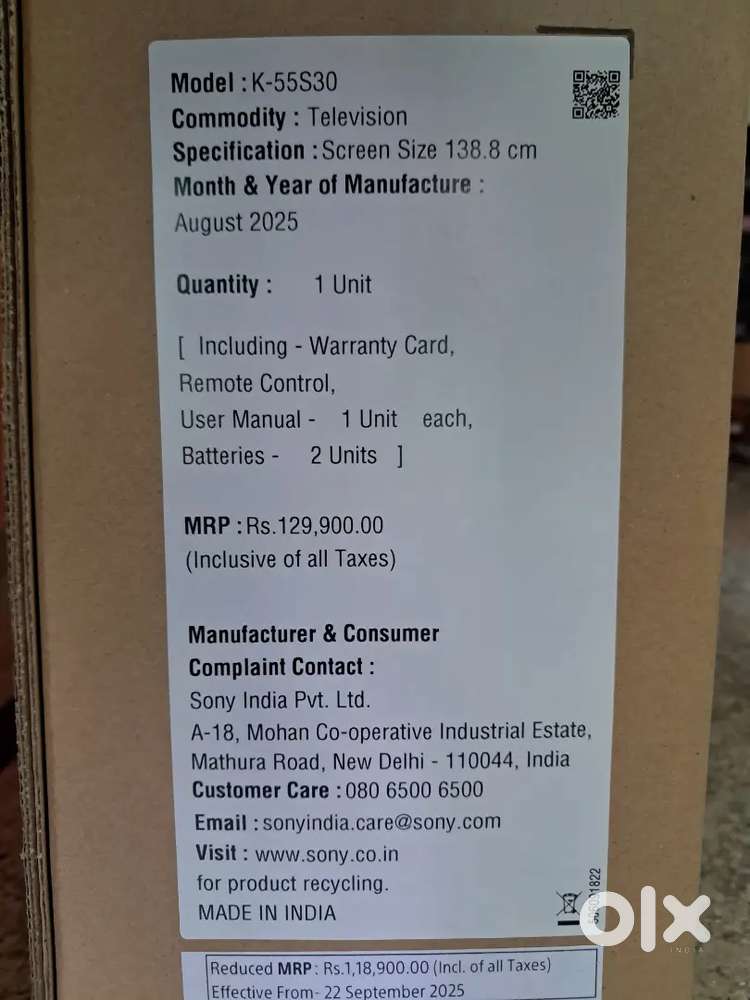 Model : K-55S30
Commodity : Television
Specification : Screen Size 138.8 cm
Month & Year of Manufacture :
August 2025
Quantity : 1 Unit
[ Including - Warranty Card,
Remote Control,
User Manual - 1 Unit each,
Batteries - 2 Units ]
MRP : Rs.129,900.00
(Inclusive of all Taxes)
Manufacturer & Consumer
Complaint Contact :
Sony India Pvt. Ltd.
A-18, Mohan Co-operative Industrial Estate,
Mathura Road, New Delhi - 110044, India
Customer Care : 080 6500 6500
Email : sonyindia.care@sony.com
Visit : www.sony.co.in
for product recycling.
MADE IN INDIA
olx
INDIA
Reduced MRP : Rs.1,18,900.00 (Incl. of all Taxes)
Effective From- 22 September 2025